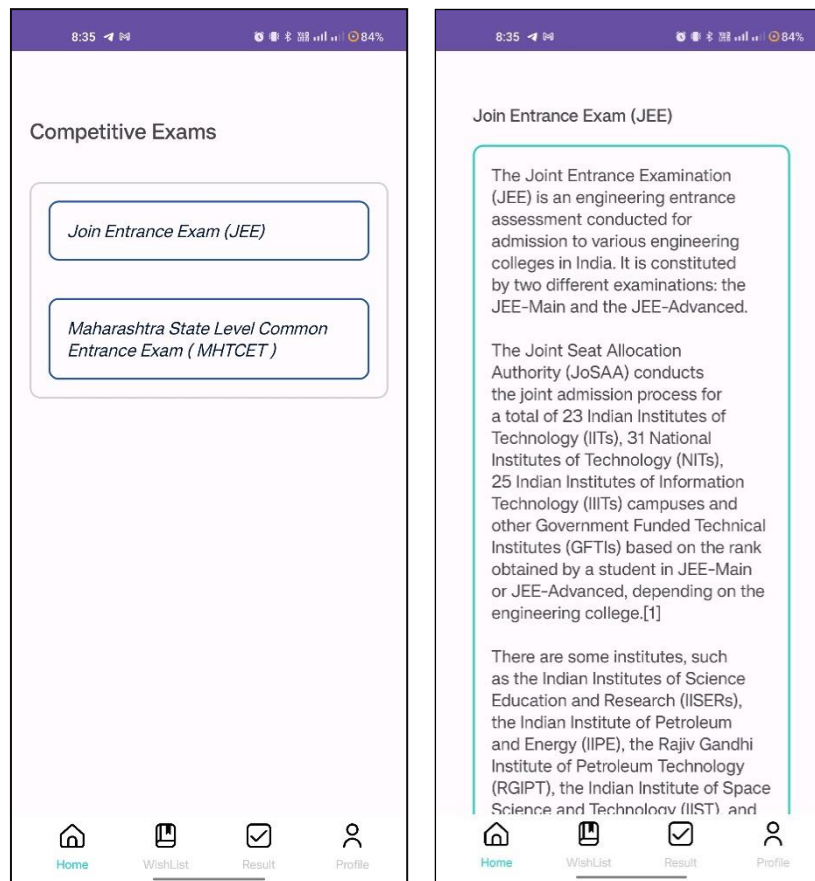 8:35
84%
Competitive Exams
Join Entrance Exam (JEE)
Maharashtra State Level Common
Entrance Exam ( MHTCET )
Home
WishList
Result
Profile
8:35
84%
Join Entrance Exam (JEE)
The Joint Entrance Examination
(JEE) is an engineering entrance
assessment conducted for
admission to various engineering
colleges in India. It is constituted
by two different examinations: the
JEE-Main and the JEE-Advanced.
The Joint Seat Allocation
Authority (JoSAA) conducts
the joint admission process for
a total of 23 Indian Institutes of
Technology (IITs), 31 National
Institutes of Technology (NITs),
25 Indian Institutes of Information
Technology (IIITs) campuses and
other Government Funded Technical
Institutes (GFTIs) based on the rank
obtained by a student in JEE-Main
or JEE-Advanced, depending on the
engineering college.[1]
There are some institutes, such
as the Indian Institutes of Science
Education and Research (IISERs),
the Indian Institute of Petroleum
and Energy (IIPE), the Rajiv Gandhi
Institute of Petroleum Technology
(RGIPT), the Indian Institute of Space
Science and Technology (IIST), and
Home
WishList
Result
Profile